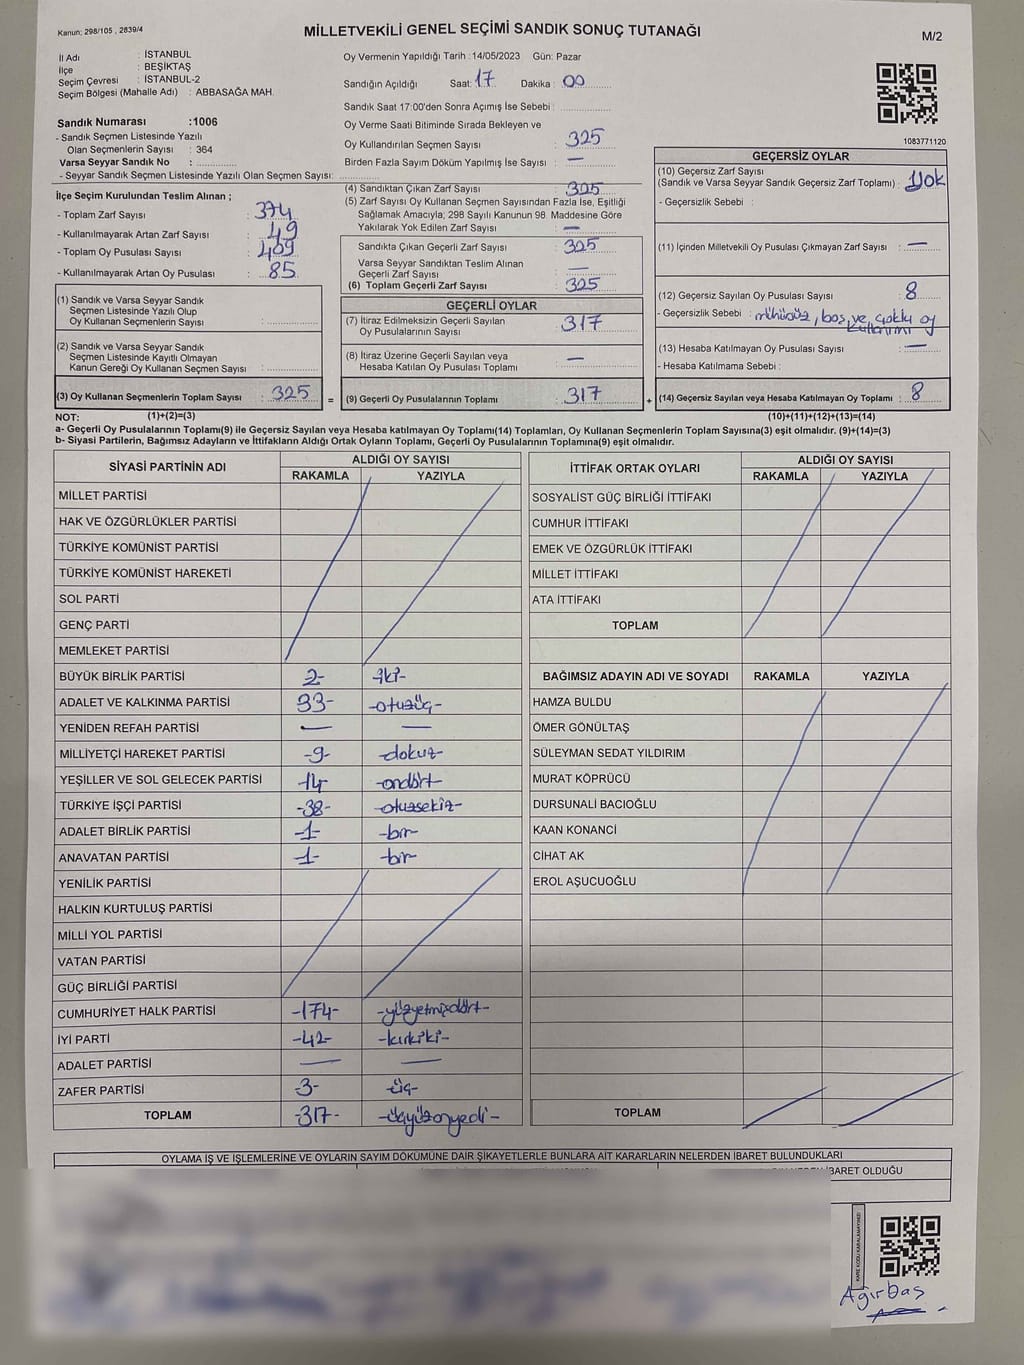 Kanun: 298/105 , 2839/4
MİLLETVEKİLİ GENEL SEÇİMİ SANDIK SONUÇ TUTANAĞI
M/2
İl Adı : İSTANBUL
İlçe : BEŞİKTAŞ
Seçim Çevresi : İSTANBUL-2
Seçim Bölgesi (Mahalle Adı) : ABBASAĞA MAH.
Oy Vermenin Yapıldığı Tarih :14/05/2023 Gün: Pazar
Sandığın Açıldığı Saat: 17 Dakika : 00
Sandık Saat 17:00'den Sonra Açımış İse Sebebi :
Sandık Numarası :1006
- Sandık Seçmen Listesinde Yazılı
Olan Seçmenlerin Sayısı : 364
Varsa Seyyar Sandık No :
- Seyyar Sandık Seçmen Listesinde Yazılı Olan Seçmen Sayısı:
Oy Verme Saati Bitiminde Sırada Bekleyen ve
Oy Kullandırılan Seçmen Sayısı : 325
Birden Fazla Sayım Döküm Yapılmış İse Sayısı : —
1083771120
İlçe Seçim Kurulundan Teslim Alınan ;
- Toplam Zarf Sayısı : 374
- Kullanılmayarak Artan Zarf Sayısı : 49
- Toplam Oy Pusulası Sayısı : 409
- Kullanılmayarak Artan Oy Pusulası : 85
(4) Sandıktan Çıkan Zarf Sayısı : 325
(5) Zarf Sayısı Oy Kullanan Seçmen Sayısından Fazla İse, Eşitliği
Sağlamak Amacıyla; 298 Sayılı Kanunun 98. Maddesine Göre
Yakılarak Yok Edilen Zarf Sayısı : —
Sandıkta Çıkan Geçerli Zarf Sayısı : 325
Varsa Seyyar Sandıktan Teslim Alınan
Geçerli Zarf Sayısı : —
(6) Toplam Geçerli Zarf Sayısı : 325
GEÇERSİZ OYLAR
(10) Geçersiz Zarf Sayısı
(Sandık ve Varsa Seyyar Sandık Geçersiz Zarf Toplamı) : Yok
- Geçersizlik Sebebi :
(11) İçinden Milletvekili Oy Pusulası Çıkmayan Zarf Sayısı : —
(12) Geçersiz Sayılan Oy Pusulası Sayısı : 8
- Geçersizlik Sebebi : mühürsüz, boş ve çoklu oy
kullanımı
(13) Hesaba Katılmayan Oy Pusulası Sayısı : —
- Hesaba Katılmama Sebebi :
(1) Sandık ve Varsa Seyyar Sandık
Seçmen Listesinde Yazılı Olup
Oy Kullanan Seçmenlerin Sayısı :
(2) Sandık ve Varsa Seyyar Sandık
Seçmen Listesinde Kayıtlı Olmayan
Kanun Gereği Oy Kullanan Seçmen Sayısı :
GEÇERLİ OYLAR
(7) İtiraz Edilmeksizin Geçerli Sayılan
Oy Pusulalarının Sayısı : 317
(8) İtiraz Üzerine Geçerli Sayılan veya
Hesaba Katılan Oy Pusulası Toplamı : —
(3) Oy Kullanan Seçmenlerin Toplam Sayısı : 325 = (9) Geçerli Oy Pusulalarının Toplamı : 317 + (14) Geçersiz Sayılan veya Hesaba Katılmayan Oy Toplamı : 8
NOT: (1)+(2)=(3) (10)+(11)+(12)+(13)=(14)
a- Geçerli Oy Pusulalarının Toplamı(9) ile Geçersiz Sayılan veya Hesaba katılmayan Oy Toplamı(14) Toplamları, Oy Kullanan Seçmenlerin Toplam Sayısına(3) eşit olmalıdır. (9)+(14)=(3)
b- Siyasi Partilerin, Bağımsız Adayların ve İttifakların Aldığı Ortak Oyların Toplamı, Geçerli Oy Pusulalarının Toplamına(9) eşit olmalıdır.
SİYASİ PARTİNİN ADI ALDIĞI OY SAYISI
RAKAMLA YAZIYLA
MİLLET PARTİSİ
HAK VE ÖZGÜRLÜKLER PARTİSİ
TÜRKİYE KOMÜNİST PARTİSİ
TÜRKİYE KOMÜNİST HAREKETİ
SOL PARTİ
GENÇ PARTİ
MEMLEKET PARTİSİ
BÜYÜK BİRLİK PARTİSİ 2- iki-
ADALET VE KALKINMA PARTİSİ 33- -otuzüç-
YENİDEN REFAH PARTİSİ — —
MİLLİYETÇİ HAREKET PARTİSİ -9- -dokuz-
YEŞİLLER VE SOL GELECEK PARTİSİ -14- -ondört-
TÜRKİYE İŞÇİ PARTİSİ -38- -otuzsekiz-
ADALET BİRLİK PARTİSİ -1- -bir-
ANAVATAN PARTİSİ -1- -bir-
YENİLİK PARTİSİ
HALKIN KURTULUŞ PARTİSİ
MİLLİ YOL PARTİSİ
VATAN PARTİSİ
GÜÇ BİRLİĞİ PARTİSİ
CUMHURİYET HALK PARTİSİ -174- -yüzyetmişdört-
İYİ PARTİ -42- -kırkiki-
ADALET PARTİSİ — —
ZAFER PARTİSİ -3- -üç-
TOPLAM -317- -üçyüzonyedi-
İTTİFAK ORTAK OYLARI ALDIĞI OY SAYISI
RAKAMLA YAZIYLA
SOSYALİST GÜÇ BİRLİĞİ İTTİFAKI
CUMHUR İTTİFAKI
EMEK VE ÖZGÜRLÜK İTTİFAKI
MİLLET İTTİFAKI
ATA İTTİFAKI
TOPLAM
BAĞIMSIZ ADAYIN ADI VE SOYADI RAKAMLA YAZIYLA
HAMZA BULDU
ÖMER GÖNÜLTAŞ
SÜLEYMAN SEDAT YILDIRIM
MURAT KÖPRÜCÜ
DURSUNALİ BACIOĞLU
KAAN KONANCİ
CİHAT AK
EROL AŞUCUOĞLU
TOPLAM
OYLAMA İŞ VE İŞLEMLERİNE VE OYLARIN SAYIM DÖKÜMÜNE DAİR ŞİKAYETLERLE BUNLARA AİT KARARLARIN NELERDEN İBARET BULUNDUKLARI
İBARET OLDUĞU
KARE KODU KARALAMAYINIZ!
Ağırbaş